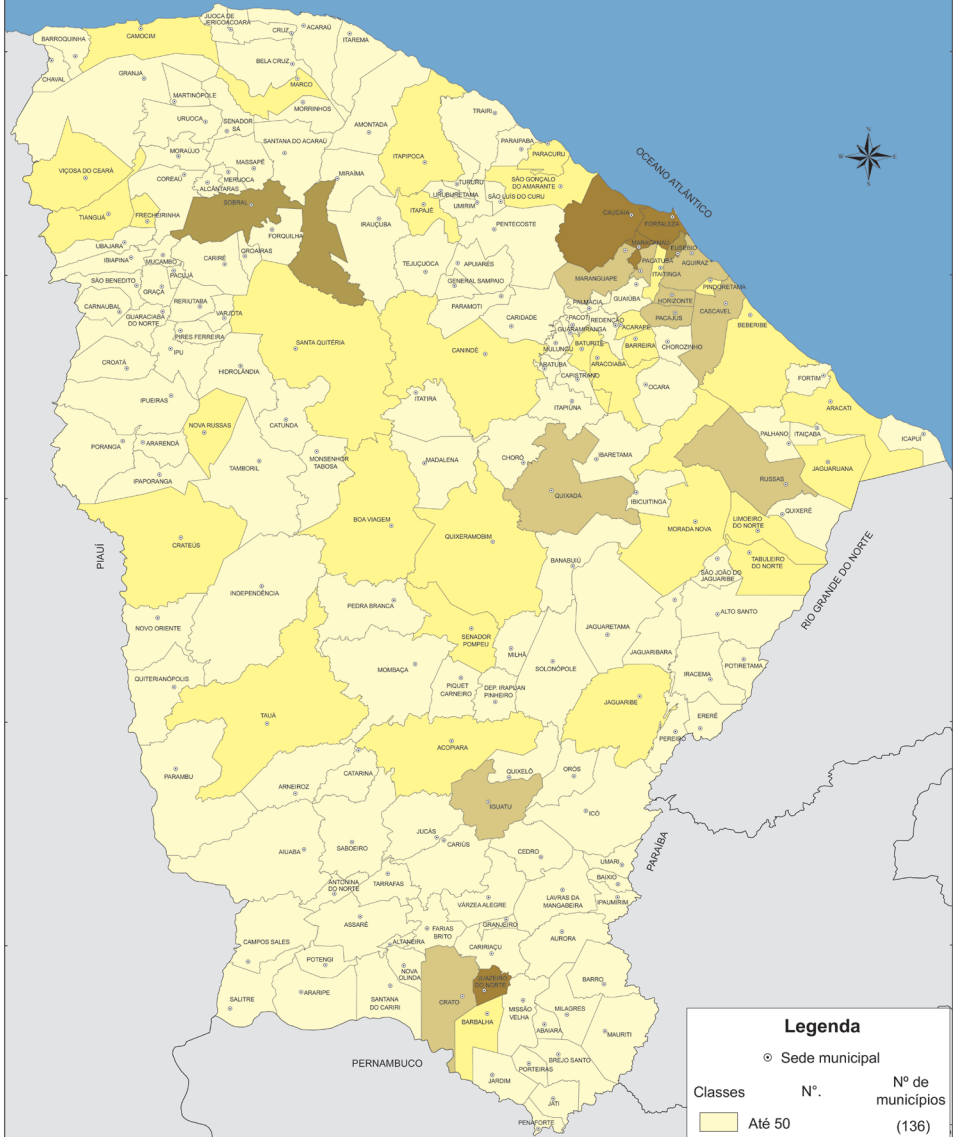 JIJOCA DE
JERICOACOARA
ACARAÚ
CRUZ
BARROQUINHA
CAMOCIM
ITAREMA
BELA CRUZ
CHAVAL
GRANJA
MARCO
MARTINÓPOLE
MORRINHOS
TRAIRI
URUOCA
SENADOR
SÁ
AMONTADA
SANTANA DO ACARAÚ
PARAIPABA
MORAÚJO
ITAPIPOCA
PARACURU
OCEANO ATLÂNTICO
MASSAPÊ
VIÇOSA DO CEARÁ
COREAÚ
MERUOCA
MIRAÍMA
TURURU
SÃO GONÇALO
DO AMARANTE
ALCÂNTARAS
URUBURETAMA
SÃO LUIS DO CURU
SOBRAL
UMIRIM
TIANGUÁ
FRECHEIRINHA
ITAPAJÉ
CAUCAIA
FORTALEZA
IRAUÇUBA
PENTECOSTE
FORQUILHA
MARACANAÚ
EUSÉBIO
UBAJARA
GROAÍRAS
IBIAPINA
MUCAMBO
CARIRÉ
TEJUÇUOCA
APUIARÉS
PACATUBA
AQUIRAZ
ITAITINGA
PACUJÁ
MARANGUAPE
SÃO BENEDITO
GRAÇA
GENERAL SAMPAIO
GUAIÚBA
PINDORETAMA
RERIUTABA
PALMÁCIA
HORIZONTE
CARNAUBAL
GUARACIABA
DO NORTE
VARJOTA
PARAMOTI
CARIDADE
PACOTI
REDENÇÃO
PACAJUS
CASCAVEL
BEBERIBE
GUARAMIRANGA
ACARAPE
PIRES FERREIRA
MULUNGU
BATURITÉ
BARREIRA
CHOROZINHO
IPU
SANTA QUITÉRIA
CANINDÉ
ARATUBA
ARACOIABA
CROATÁ
HIDROLÂNDIA
CAPISTRANO
FORTIM
OCARA
IPUEIRAS
ITATIRA
ITAPIÚNA
ARACATI
NOVA RUSSAS
CATUNDA
PORANGA
ARARENDÁ
PALHANO
ITAIÇABA
ICAPUÍ
MONSENHOR
TABOSA
MADALENA
CHORÓ
IBARETAMA
TAMBORIL
JAGUARUANA
IPAPORANGA
RUSSAS
QUIXADÁ
IBICUITINGA
QUIXERÉ
BOA VIAGEM
MORADA NOVA
LIMOEIRO
DO NORTE
CRATEÚS
QUIXERAMOBIM
PIAUÍ
TABULEIRO
DO NORTE
BANABUIÚ
SÃO JOÃO DO
JAGUARIBE
RIO GRANDE DO NORTE
INDEPENDÊNCIA
PEDRA BRANCA
ALTO SANTO
NOVO ORIENTE
JAGUARETAMA
SENADOR
POMPEU
MILHÃ
JAGUARIBARA
MOMBAÇA
SOLONÓPOLE
POTIRETAMA
QUITERIANÓPOLIS
IRACEMA
PIQUET
CARNEIRO
DEP. IRAPUAN
PINHEIRO
TAUÁ
JAGUARIBE
ERERÊ
PEREIRO
ACOPIARA
PARAMBU
CATARINA
QUIXELÔ
ORÓS
ARNEIROZ
IGUATU
ICÓ
JUCÁS
SABOEIRO
CARIÚS
PARAÍBA
AIUABA
CEDRO
UMARI
BAIXIO
ANTONINA
DO NORTE
TARRAFAS
LAVRAS DA
MANGABEIRA
IPAUMIRIM
VÁRZEA ALEGRE
ASSARÉ
GRANJEIRO
FARIAS
BRITO
AURORA
CAMPOS SALES
ALTANEIRA
CARIRIAÇU
POTENGI
NOVA
OLINDA
BARRO
JUAZEIRO
DO NORTE
SALITRE
ARARIPE
SANTANA
DO CARIRI
CRATO
MISSÃO
VELHA
MILAGRES
BARBALHA
ABAIARA
MAURITI
PERNAMBUCO
BREJO SANTO
PORTEIRAS
JARDIM
JATI
PENAFORTE
Legenda
Sede municipal
Classes N°. Nº de
municípios
Até 50 (136)